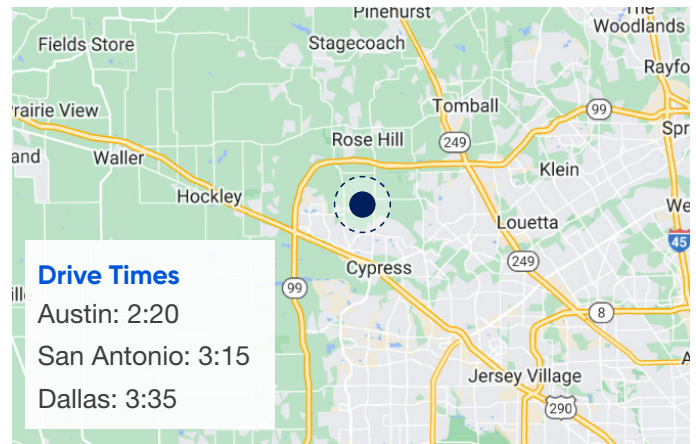 Pinehurst
The
Woodlands
Fields Store
Stagecoach
Rayfo
Prairie View
Tomball
99
Spr
Rose Hill
249
and
Waller
Klein
Hockley
We
Louetta
45
Cypress
249
99
8
Drive Times
Austin: 2:20
San Antonio: 3:15
Dallas: 3:35
ille
A
Jersey Village
290